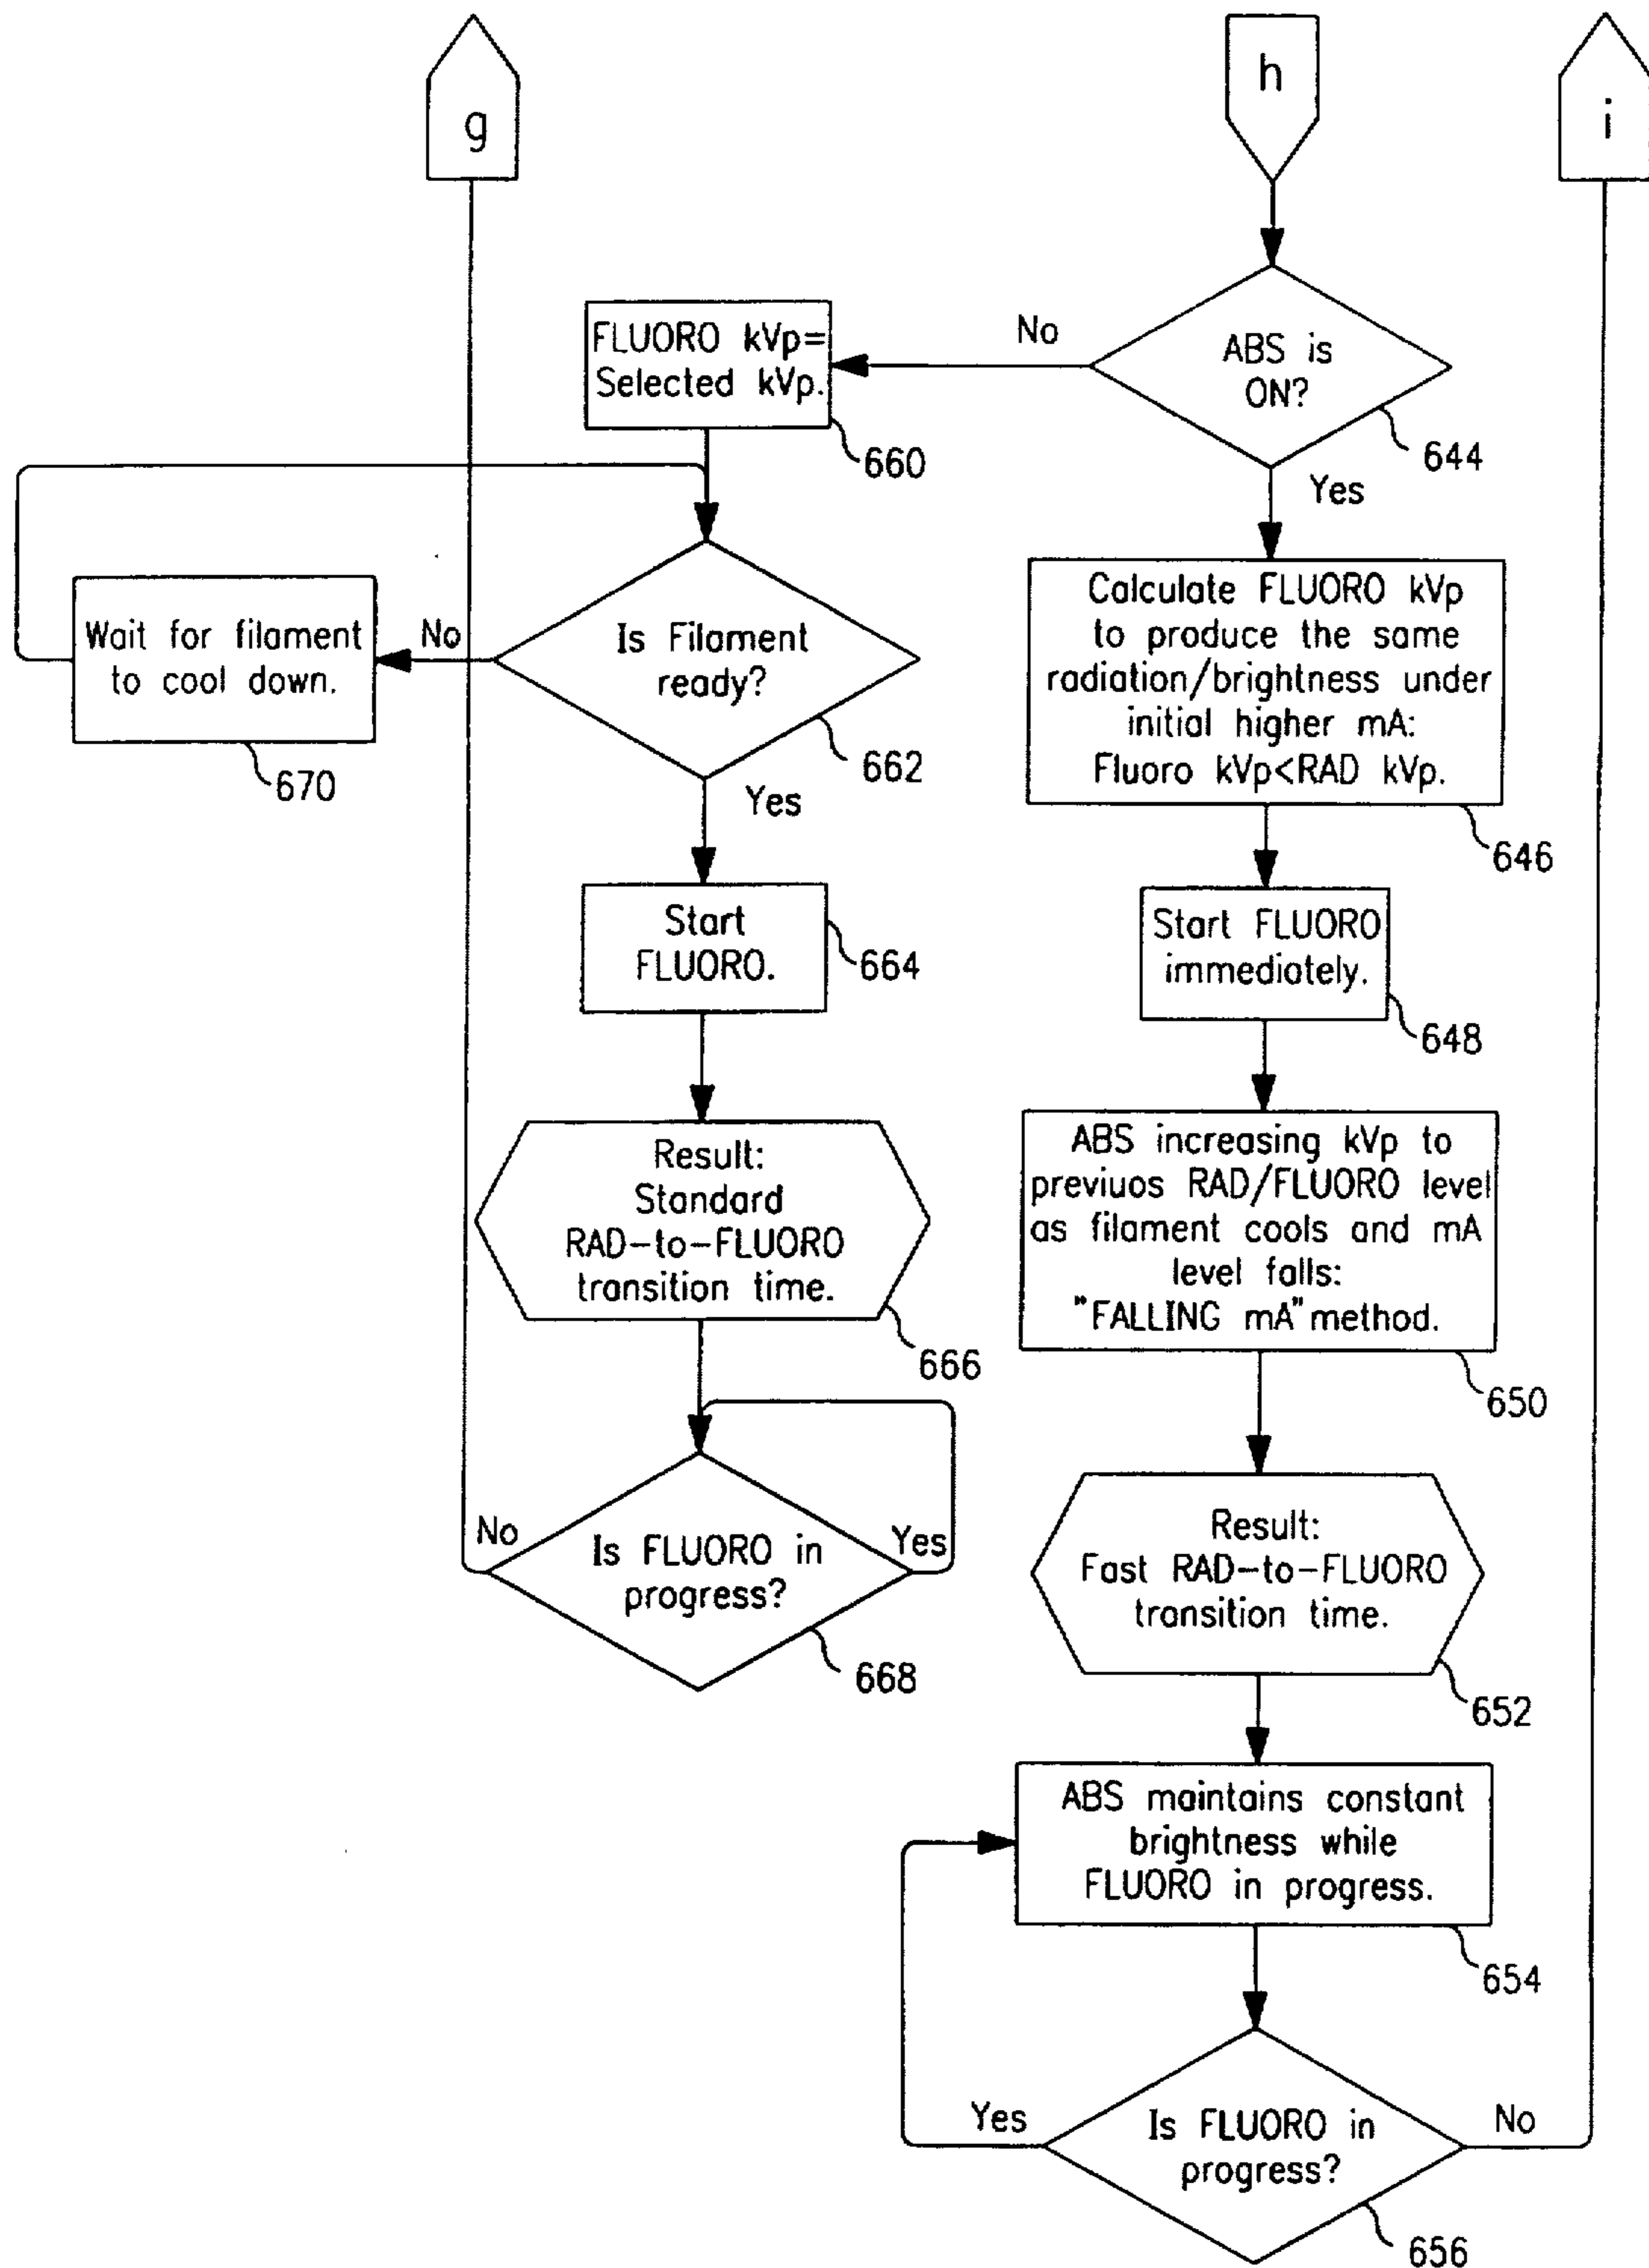 g
h
i
ABS is
ON?
644
No
Yes
FLUORO kVp=
Selected kVp.
660
Is Filament
ready?
662
No
Wait for filament
to cool down.
670
Yes
Start
FLUORO.
664
Result:
Standard
RAD-to-FLUORO
transition time.
666
Is FLUORO in
progress?
668
No
Yes
Calculate FLUORO kVp
to produce the same
radiation/brightness under
initial higher mA:
Fluoro kVp<RAD kVp.
646
Start FLUORO
immediately.
648
ABS increasing kVp to
previuos RAD/FLUORO level
as filament cools and mA
level falls:
"FALLING mA" method.
650
Result:
Fast RAD-to-FLUORO
transition time.
652
ABS maintains constant
brightness while
FLUORO in progress.
654
Is FLUORO in
progress?
656
Yes
No